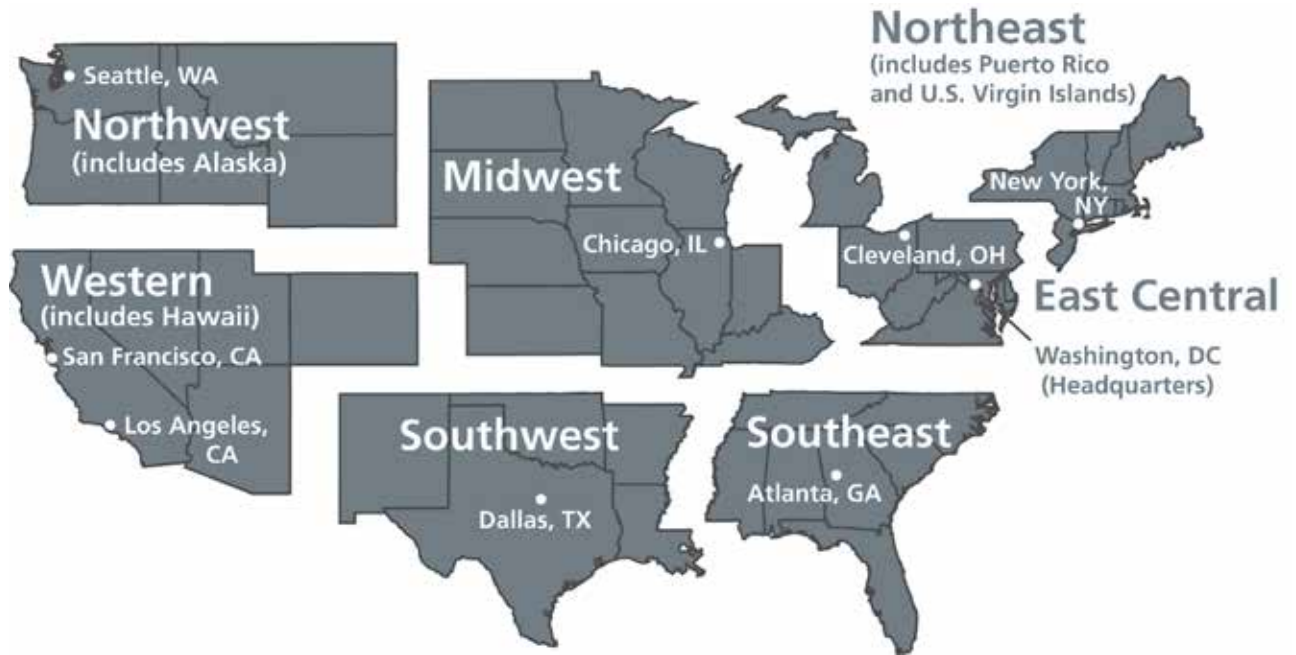 Northeast
(includes Puerto Rico
and U.S. Virgin Islands)
Seattle, WA
Northwest
(includes Alaska)
Midwest
New York,
NY
Chicago, IL
Cleveland, OH
Western
(includes Hawaii)
East Central
San Francisco, CA
Washington, DC
(Headquarters)
Los Angeles,
CA
Southwest
Southeast
Atlanta, GA
Dallas, TX